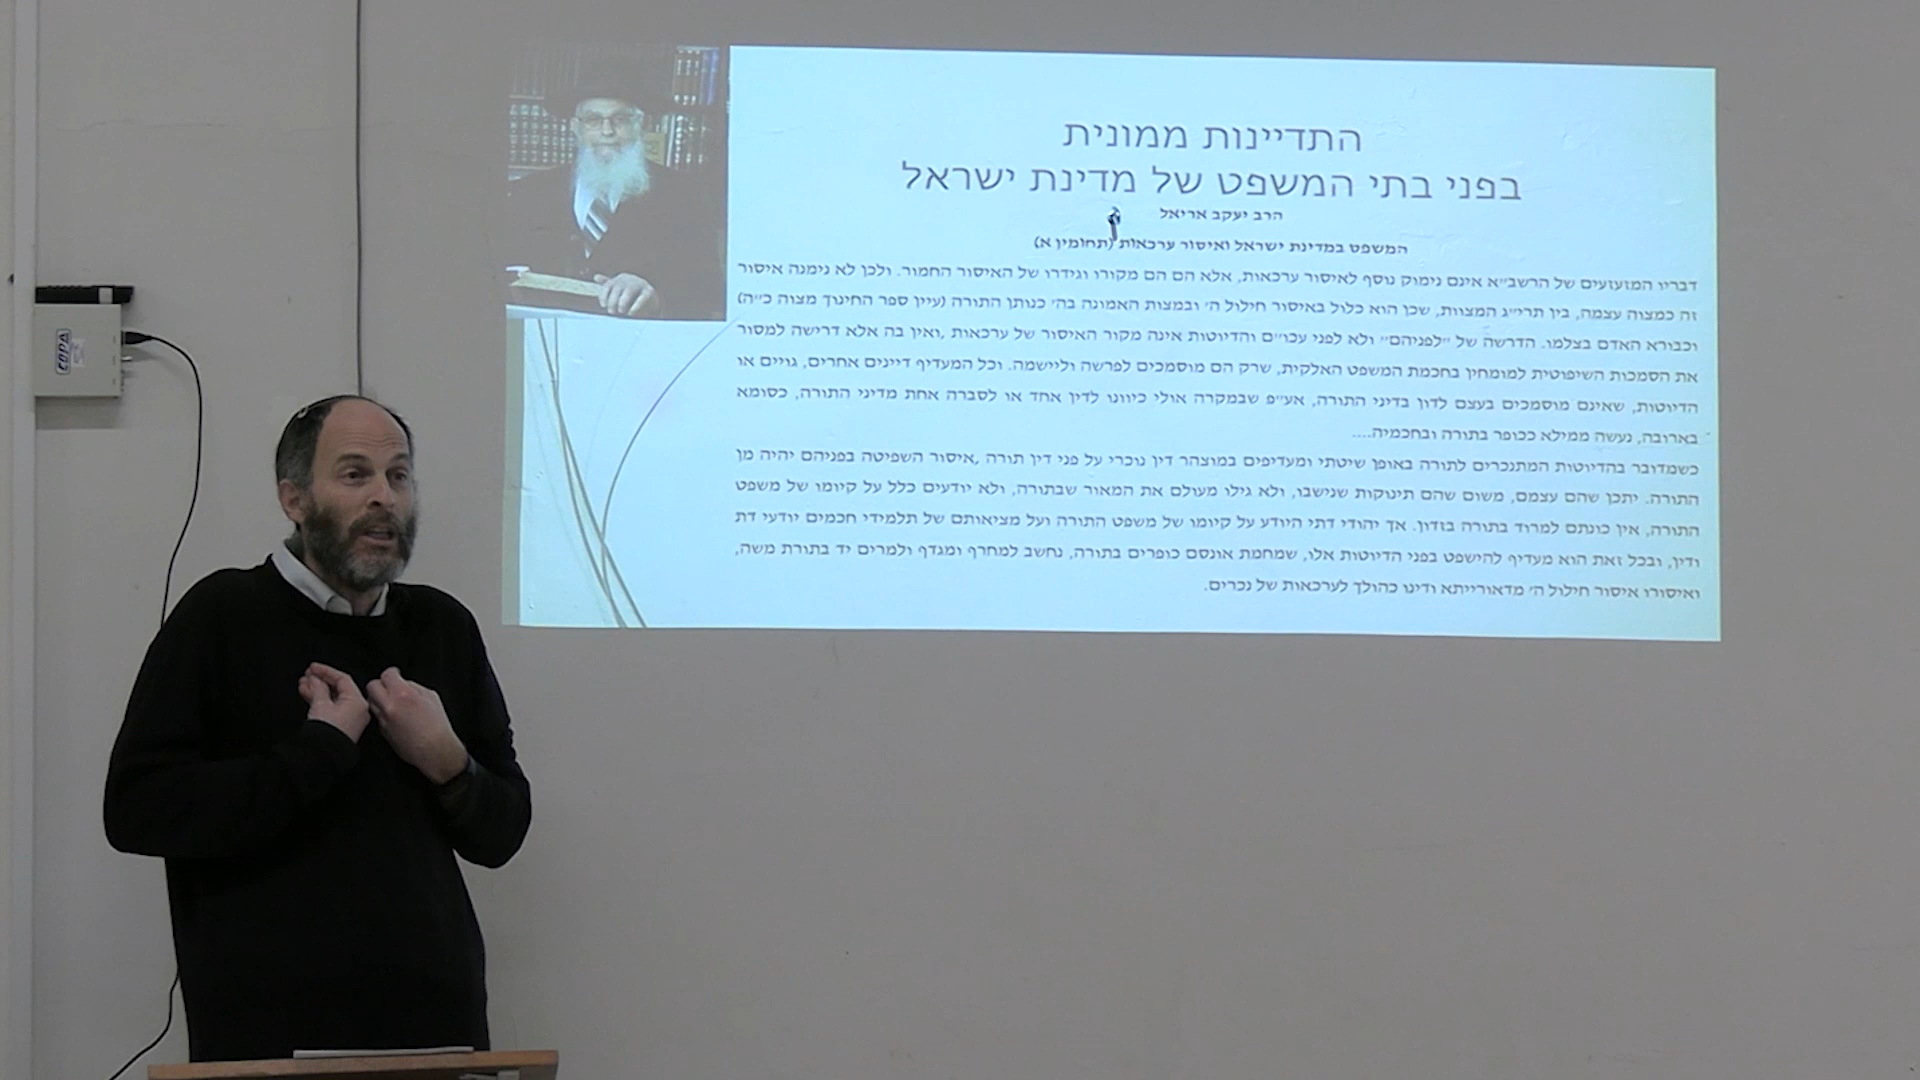 התדיינות ממונית
בפני בתי המשפט של מדינת ישראל
הרב יעקב אריאל
המשפט במדינת ישראל ואיסור ערכאות (תחומין א)
דבריו המזעזעים של הרשב״א אינם נימוק נוסף לאיסור ערכאות, אלא הם הם מקורו וגידרו של האיסור החמור. ולכן לא נימנה איסור
זה כמצוה עצמה, בין תרי״ג המצוות, שכן הוא כלול באיסור חילול ה׳ ובמצות האמונה בה׳ כנותן התורה (עיין ספר החינוך מצוה כ״ה)
וכבורא האדם בצלמו. הדרשה של ״לפניהם״ ולא לפני עכו״ם והדיוטות אינה מקור האיסור של ערכאות ,ואין בה אלא דרישה למסור
את הסמכות השיפוטית למומחין בחכמת המשפט האלקית, שרק הם מוסמכים לפרשה וליישמה. וכל המעדיף דיינים אחרים, גויים או
הדיוטות, שאינם מוסמכים בעצם לדון בדיני התורה, אע״פ שבמקרה אולי כיוונו לדין אחד או לסברה אחת מדיני התורה, כסומא
בארובה, נעשה ממילא ככופר בתורה ובחכמיה....
כשמדובר בהדיוטות המתנכרים לתורה באופן שיטתי ומעדיפים במוצהר דין נוכרי על פני דין תורה ,איסור השפיטה בפניהם יהיה מן
התורה. יתכן שהם עצמם, משום שהם תינוקות שנישבו, ולא גילו מעולם את המאור שבתורה, ולא יודעים כלל על קיומו של משפט
התורה, אין כונתם למרוד בתורה בזדון. אך יהודי דתי היודע על קיומו של משפט התורה ועל מציאותם של תלמידי חכמים יודעי דת
ודין, ובכל זאת הוא מעדיף להישפט בפני הדיוטות אלו, שמחמת אונסם כופרים בתורה, נחשב למחרף ומגדף ולמרים יד בתורת משה,
ואיסורו איסור חילול ה׳ מדאורייתא ודינו כהולך לערכאות של נכרים.